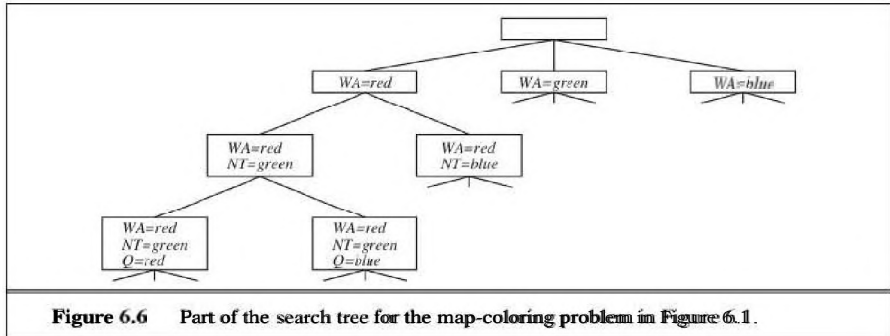 WA=red
WA=green
WA=blue
WA=red
NT=green
WA=red
NT=blue
WA=red
NT=green
Q=red
WA=red
NT=green
Q=blue
Figure 6.6 Part of the search tree for the map-coloring problem in Figure 6.1.